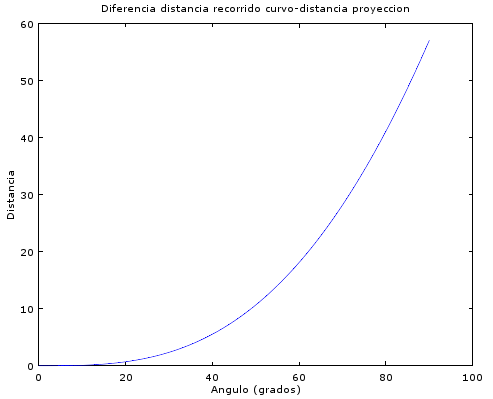 Diferencia distancia recorrido curvo-distancia proyeccion
60
50
40
30
20
10
0
Distancia
0 20 40 60 80 100
Angulo (grados)